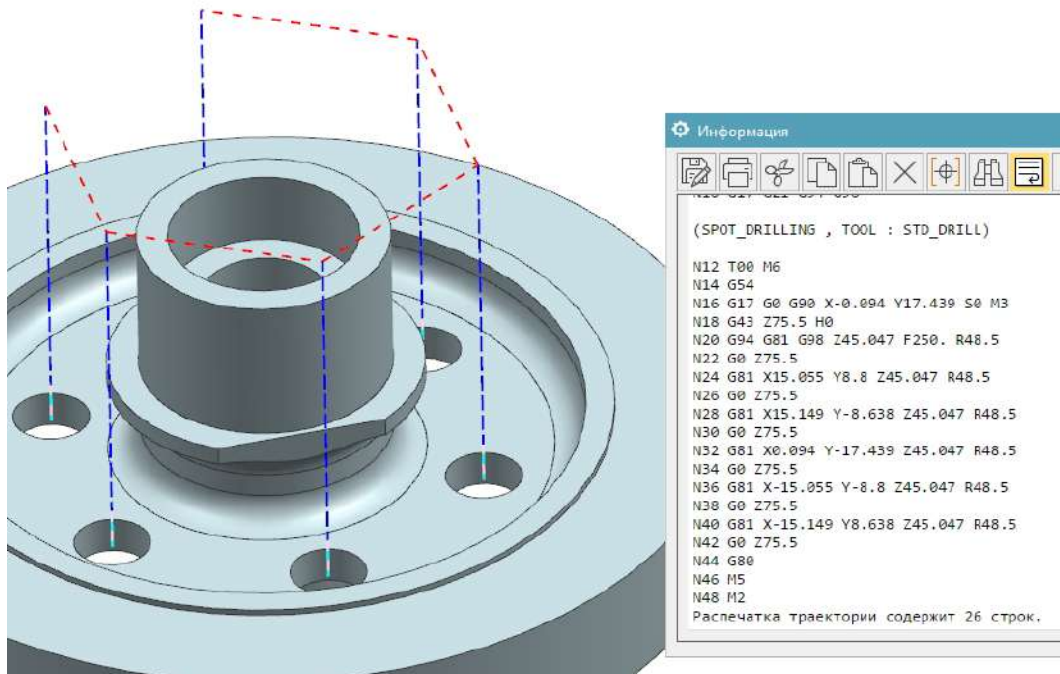 Информация
(SPOT_DRILLING , TOOL : STD_DRILL)
N12 T00 M6
N14 G54
N16 G17 G0 G90 X-0.094 Y17.439 S0 M3
N18 G43 Z75.5 H0
N20 G94 G81 G98 Z45.047 F250. R48.5
N22 G0 Z75.5
N24 G81 X15.055 Y8.8 Z45.047 R48.5
N26 G0 Z75.5
N28 G81 X15.149 Y-8.638 Z45.047 R48.5
N30 G0 Z75.5
N32 G81 X0.094 Y-17.439 Z45.047 R48.5
N34 G0 Z75.5
N36 G81 X-15.055 Y-8.8 Z45.047 R48.5
N38 G0 Z75.5
N40 G81 X-15.149 Y8.638 Z45.047 R48.5
N42 G0 Z75.5
N44 G80
N46 M5
N48 M2
Распечатка траектории содержит 26 строк.